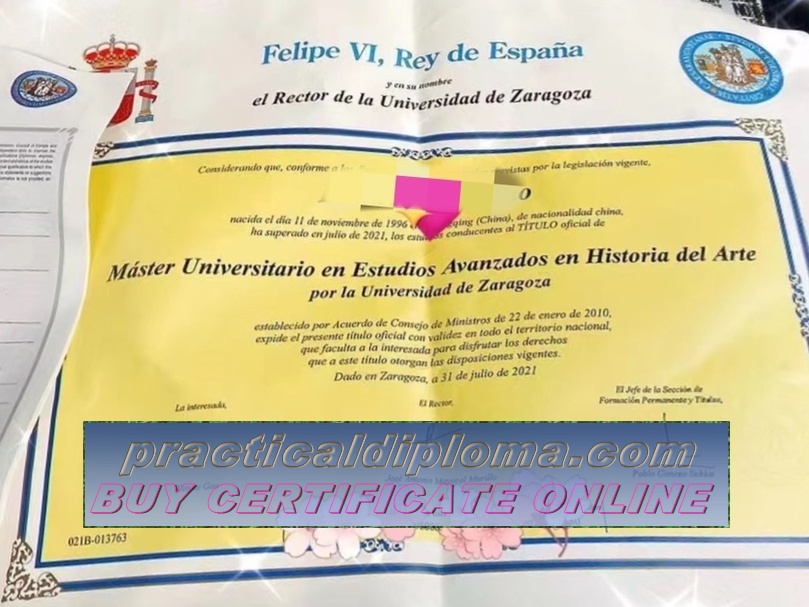 Felipe VI, Rey de España
y en su nombre
el Rector de la Universidad de Zaragoza
Considerando que, conforme a previstas por la legislación vigente,
O
nacida el día 11 de noviembre de 1996 (China), de nacionalidad china,
ha superado en julio de 2021, los estudios conducentes al TÍTULO oficial de
Máster Universitario en Estudios Avanzados en Historia del Arte
por la Universidad de Zaragoza
establecido por Acuerdo de Consejo de Ministros de 22 de enero de 2010,
expide el presente título oficial con validez en todo el territorio nacional,
que faculta a la interesada para disfrutar los derechos
que a este título otorgan las disposiciones vigentes.
Dado en Zaragoza, a 31 de julio de 2021
La interesada,
El Rector,
El Jefe de la Sección de
Formación Permanente y Títulos,
practicaldiploma.com
BUY CERTIFICATE ONLINE
021B-013763